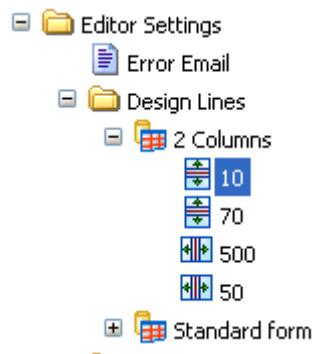 Editor Settings
Error Email
Design Lines
2 Columns
10
70
500
50
Standard form